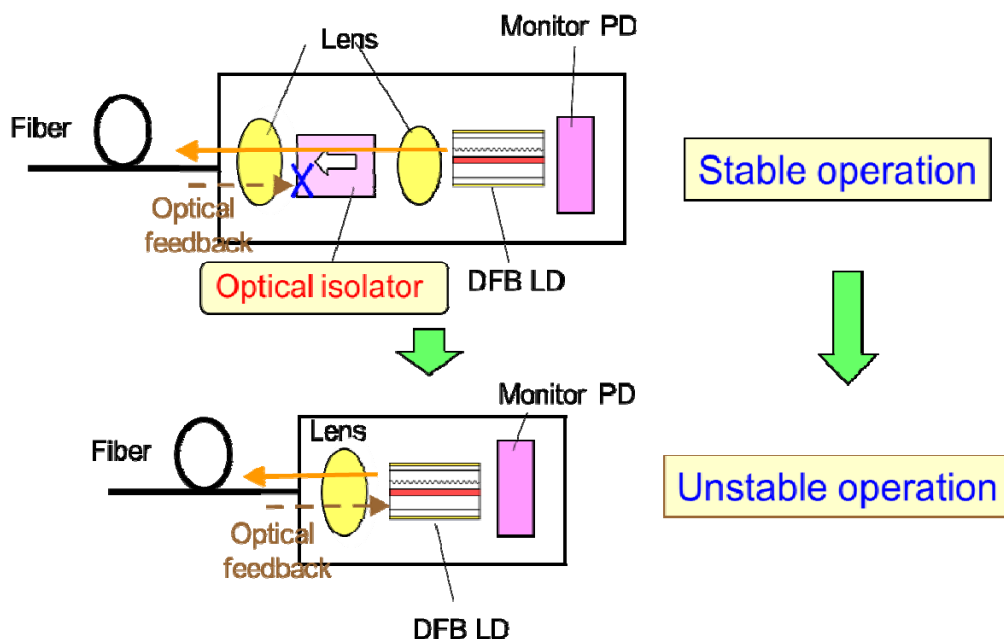 Monitor PD
Lens
Fiber
Stable operation
Optical
feedback
Optical isolator
DFB LD
Monitor PD
Lens
Fiber
Unstable operation
Optical
feedback
DFB LD